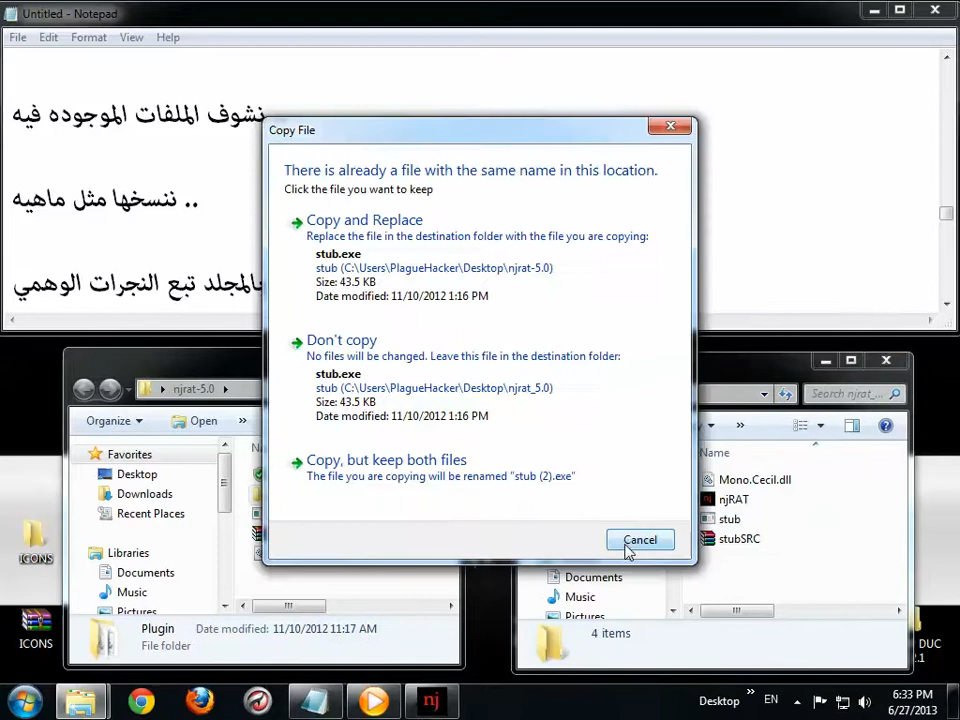 Untitled - Notepad
File Edit Format View Help
نشوف الملفات الموجوده فيه
ننسخها مثل ماهيه ..
بالمجلد تبع النجرات الوهمي
Copy File
There is already a file with the same name in this location.
Click the file you want to keep
Copy and Replace
Replace the file in the destination folder with the file you are copying:
stub.exe
stub (C:\Users\PlagueHacker\Desktop\njrat-5.0)
Size: 43.5 KB
Date modified: 11/10/2012 1:16 PM
Don't copy
No files will be changed. Leave this file in the destination folder:
stub.exe
stub (C:\Users\PlagueHacker\Desktop\njrat_5.0)
Size: 43.5 KB
Date modified: 11/10/2012 1:16 PM
Copy, but keep both files
The file you are copying will be renamed "stub (2).exe"
Cancel
njrat-5.0
Organize Open »
Favorites
Desktop
Downloads
Recent Places
Libraries
Documents
Music
Pictures
Plugin Date modified: 11/10/2012 11:17 AM
File folder
Search njrat_...
»
Name
Mono.Cecil.dll
njRAT
stub
stubSRC
Documents
Music
Pictures
4 items
ICONS
ICONS
DUC
nj
Desktop » EN
6:33 PM
6/27/2013